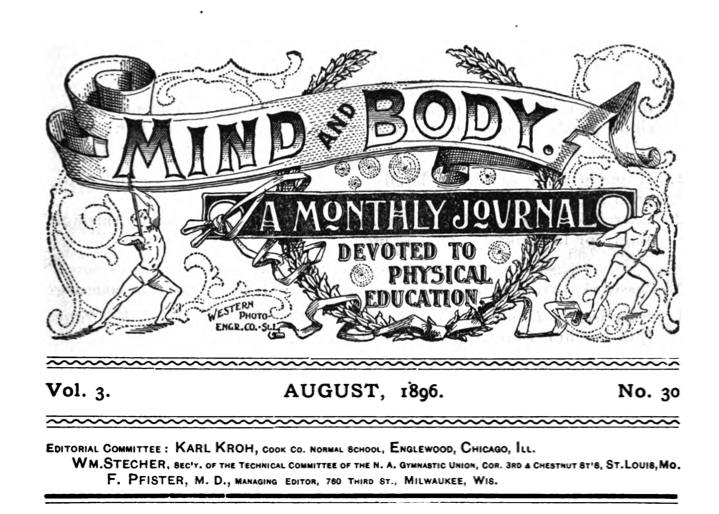 MIND AND BODY.
A MONTHLY JOURNAL
DEVOTED TO
PHYSICAL
EDUCATION.
WESTERN
PHOTO-
ENGR. CO. St.L.
Vol. 3.
AUGUST, 1896.
No. 30
EDITORIAL COMMITTEE: KARL KROH, COOK CO. NORMAL SCHOOL, ENGLEWOOD, CHICAGO, ILL.
WM. STECHER, SEC'Y. OF THE TECHNICAL COMMITTEE OF THE N. A. GYMNASTIC UNION, COR. 3RD & CHESTNUT ST'S, ST. LOUIS, MO.
F. PFISTER, M. D., MANAGING EDITOR, 760 THIRD ST., MILWAUKEE, WIS.